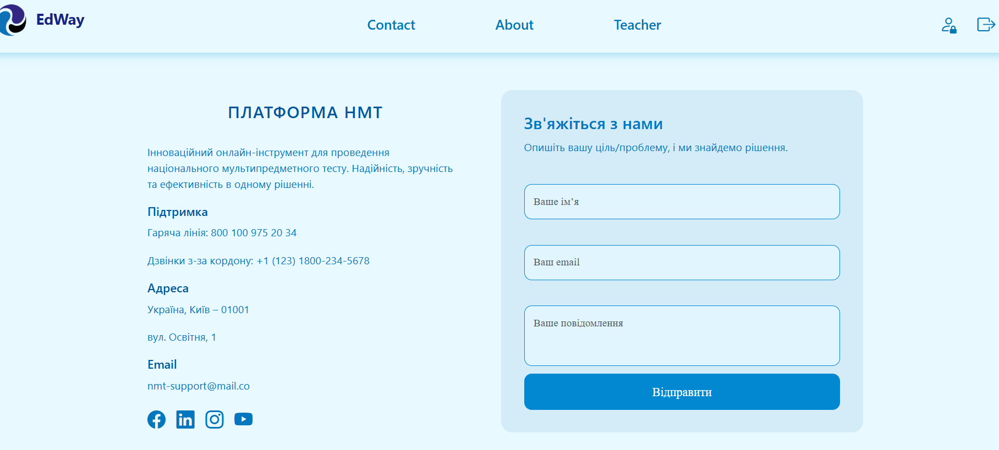 EdWay
Contact
About
Teacher
ПЛАТФОРМА НМТ
Інноваційний онлайн-інструмент для проведення
національного мультипредметного тесту. Надійність, зручність
та ефективність в одному рішенні.
Підтримка
Гаряча лінія: 800 100 975 20 34
Дзвінки з-за кордону: +1 (123) 1800-234-5678
Адреса
Україна, Київ – 01001
вул. Освітня, 1
Email
nmt-support@mail.co
Зв'яжіться з нами
Опишіть вашу ціль/проблему, і ми знайдемо рішення.
Ваше ім’я
Ваш email
Ваше повідомлення
Відправити